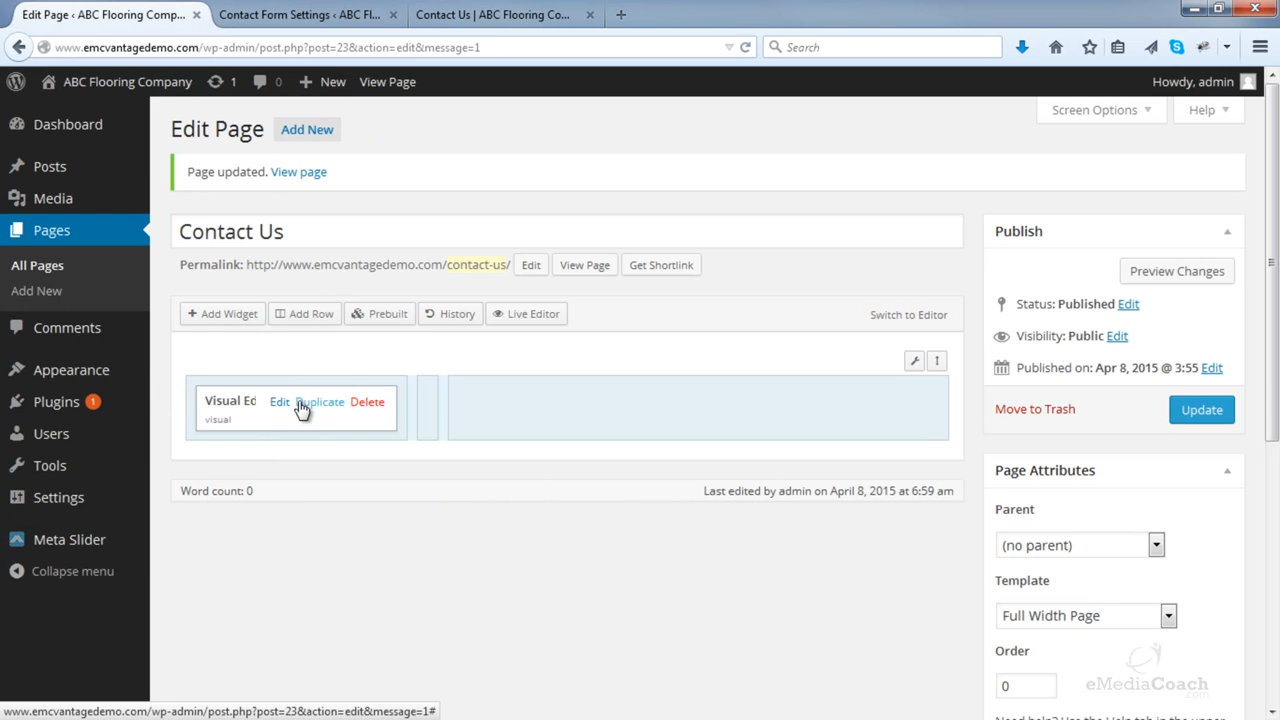 Edit Page ‹ ABC Flooring Comp... ×
Contact Form Settings ‹ ABC Fl... ×
Contact Us | ABC Flooring Co... ×
www.emcvantagedemo.com/wp-admin/post.php?post=23&action=edit&message=1
Search
ABC Flooring Company 1 0 New View Page
Howdy, admin
Dashboard
Posts
Media
Pages
All Pages
Add New
Comments
Appearance
Plugins 1
Users
Tools
Settings
Meta Slider
Collapse menu
Screen Options
Help
Edit Page Add New
Page updated. View page
Contact Us
Permalink: http://www.emcvantagedemo.com/contact-us/ Edit View Page Get Shortlink
+ Add Widget Add Row Prebuilt History Live Editor
Switch to Editor
Visual Ed Edit Duplicate Delete
visual
Word count: 0
Last edited by admin on April 8, 2015 at 6:59 am
Publish
Preview Changes
Status: Published Edit
Visibility: Public Edit
Published on: Apr 8, 2015 @ 3:55 Edit
Move to Trash
Update
Page Attributes
Parent
(no parent)
Template
Full Width Page
Order
0
eMediaCoach
www.emcvantagedemo.com/wp-admin/post.php?post=23&action=edit&message=1#